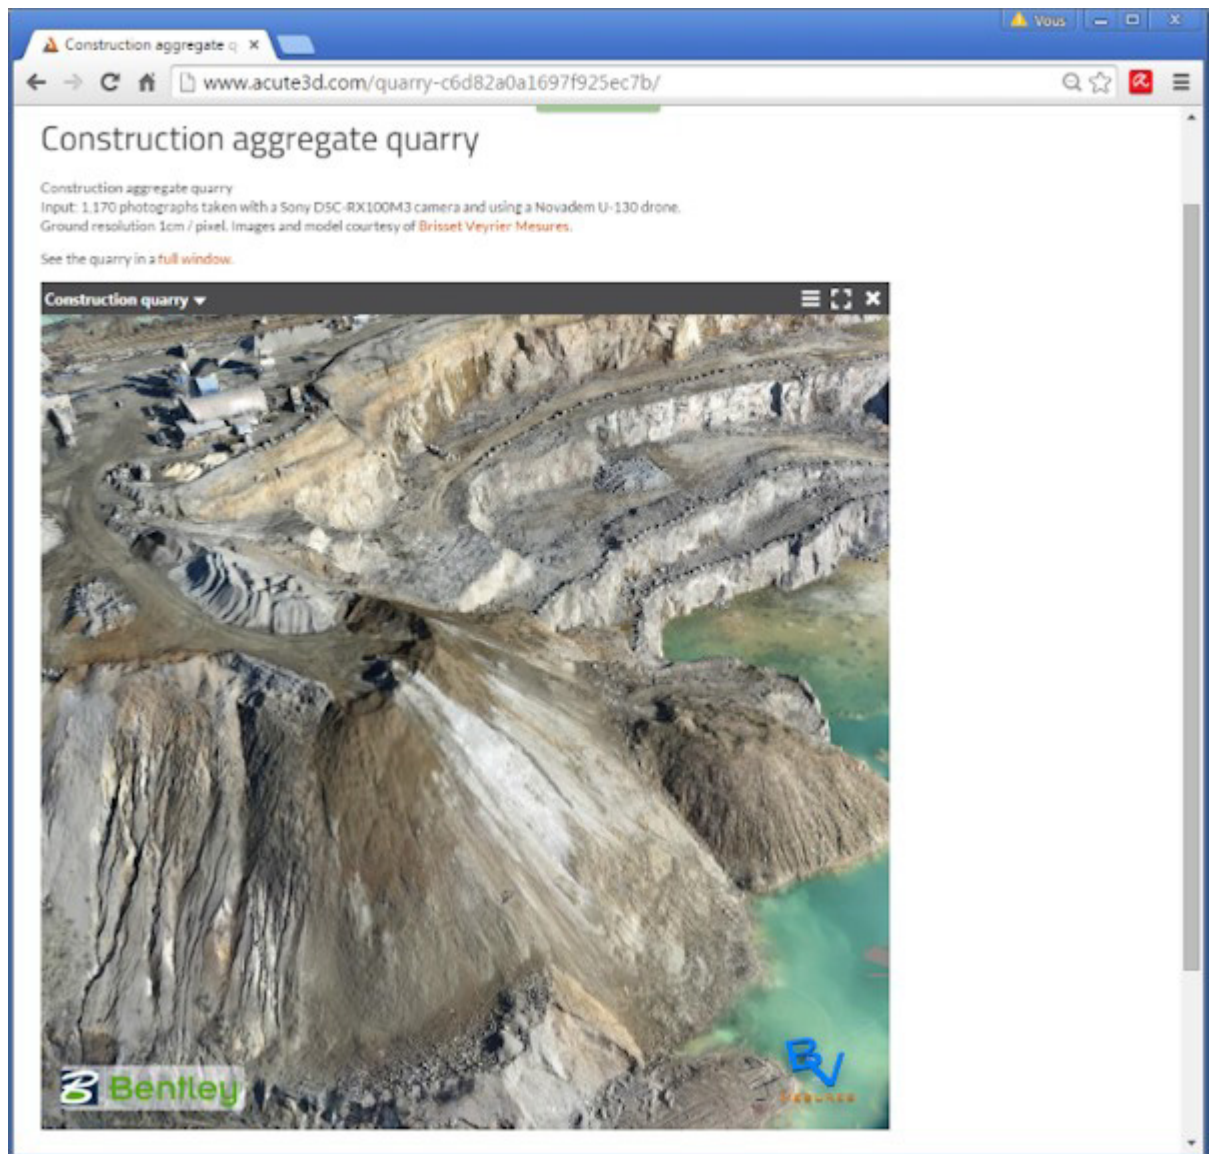 Vous
Construction aggregate q
www.acute3d.com/quarry-c6d82a0a1697f925ec7b/
Construction aggregate quarry
Construction aggregate quarry
Input: 1,170 photographs taken with a Sony DSC-RX100M3 camera and using a Novadem U-130 drone.
Ground resolution 1cm / pixel. Images and model courtesy of Brisset Veyrier Mesures.
See the quarry in a full window.
Construction quarry
B Bentley
BV
MESURES